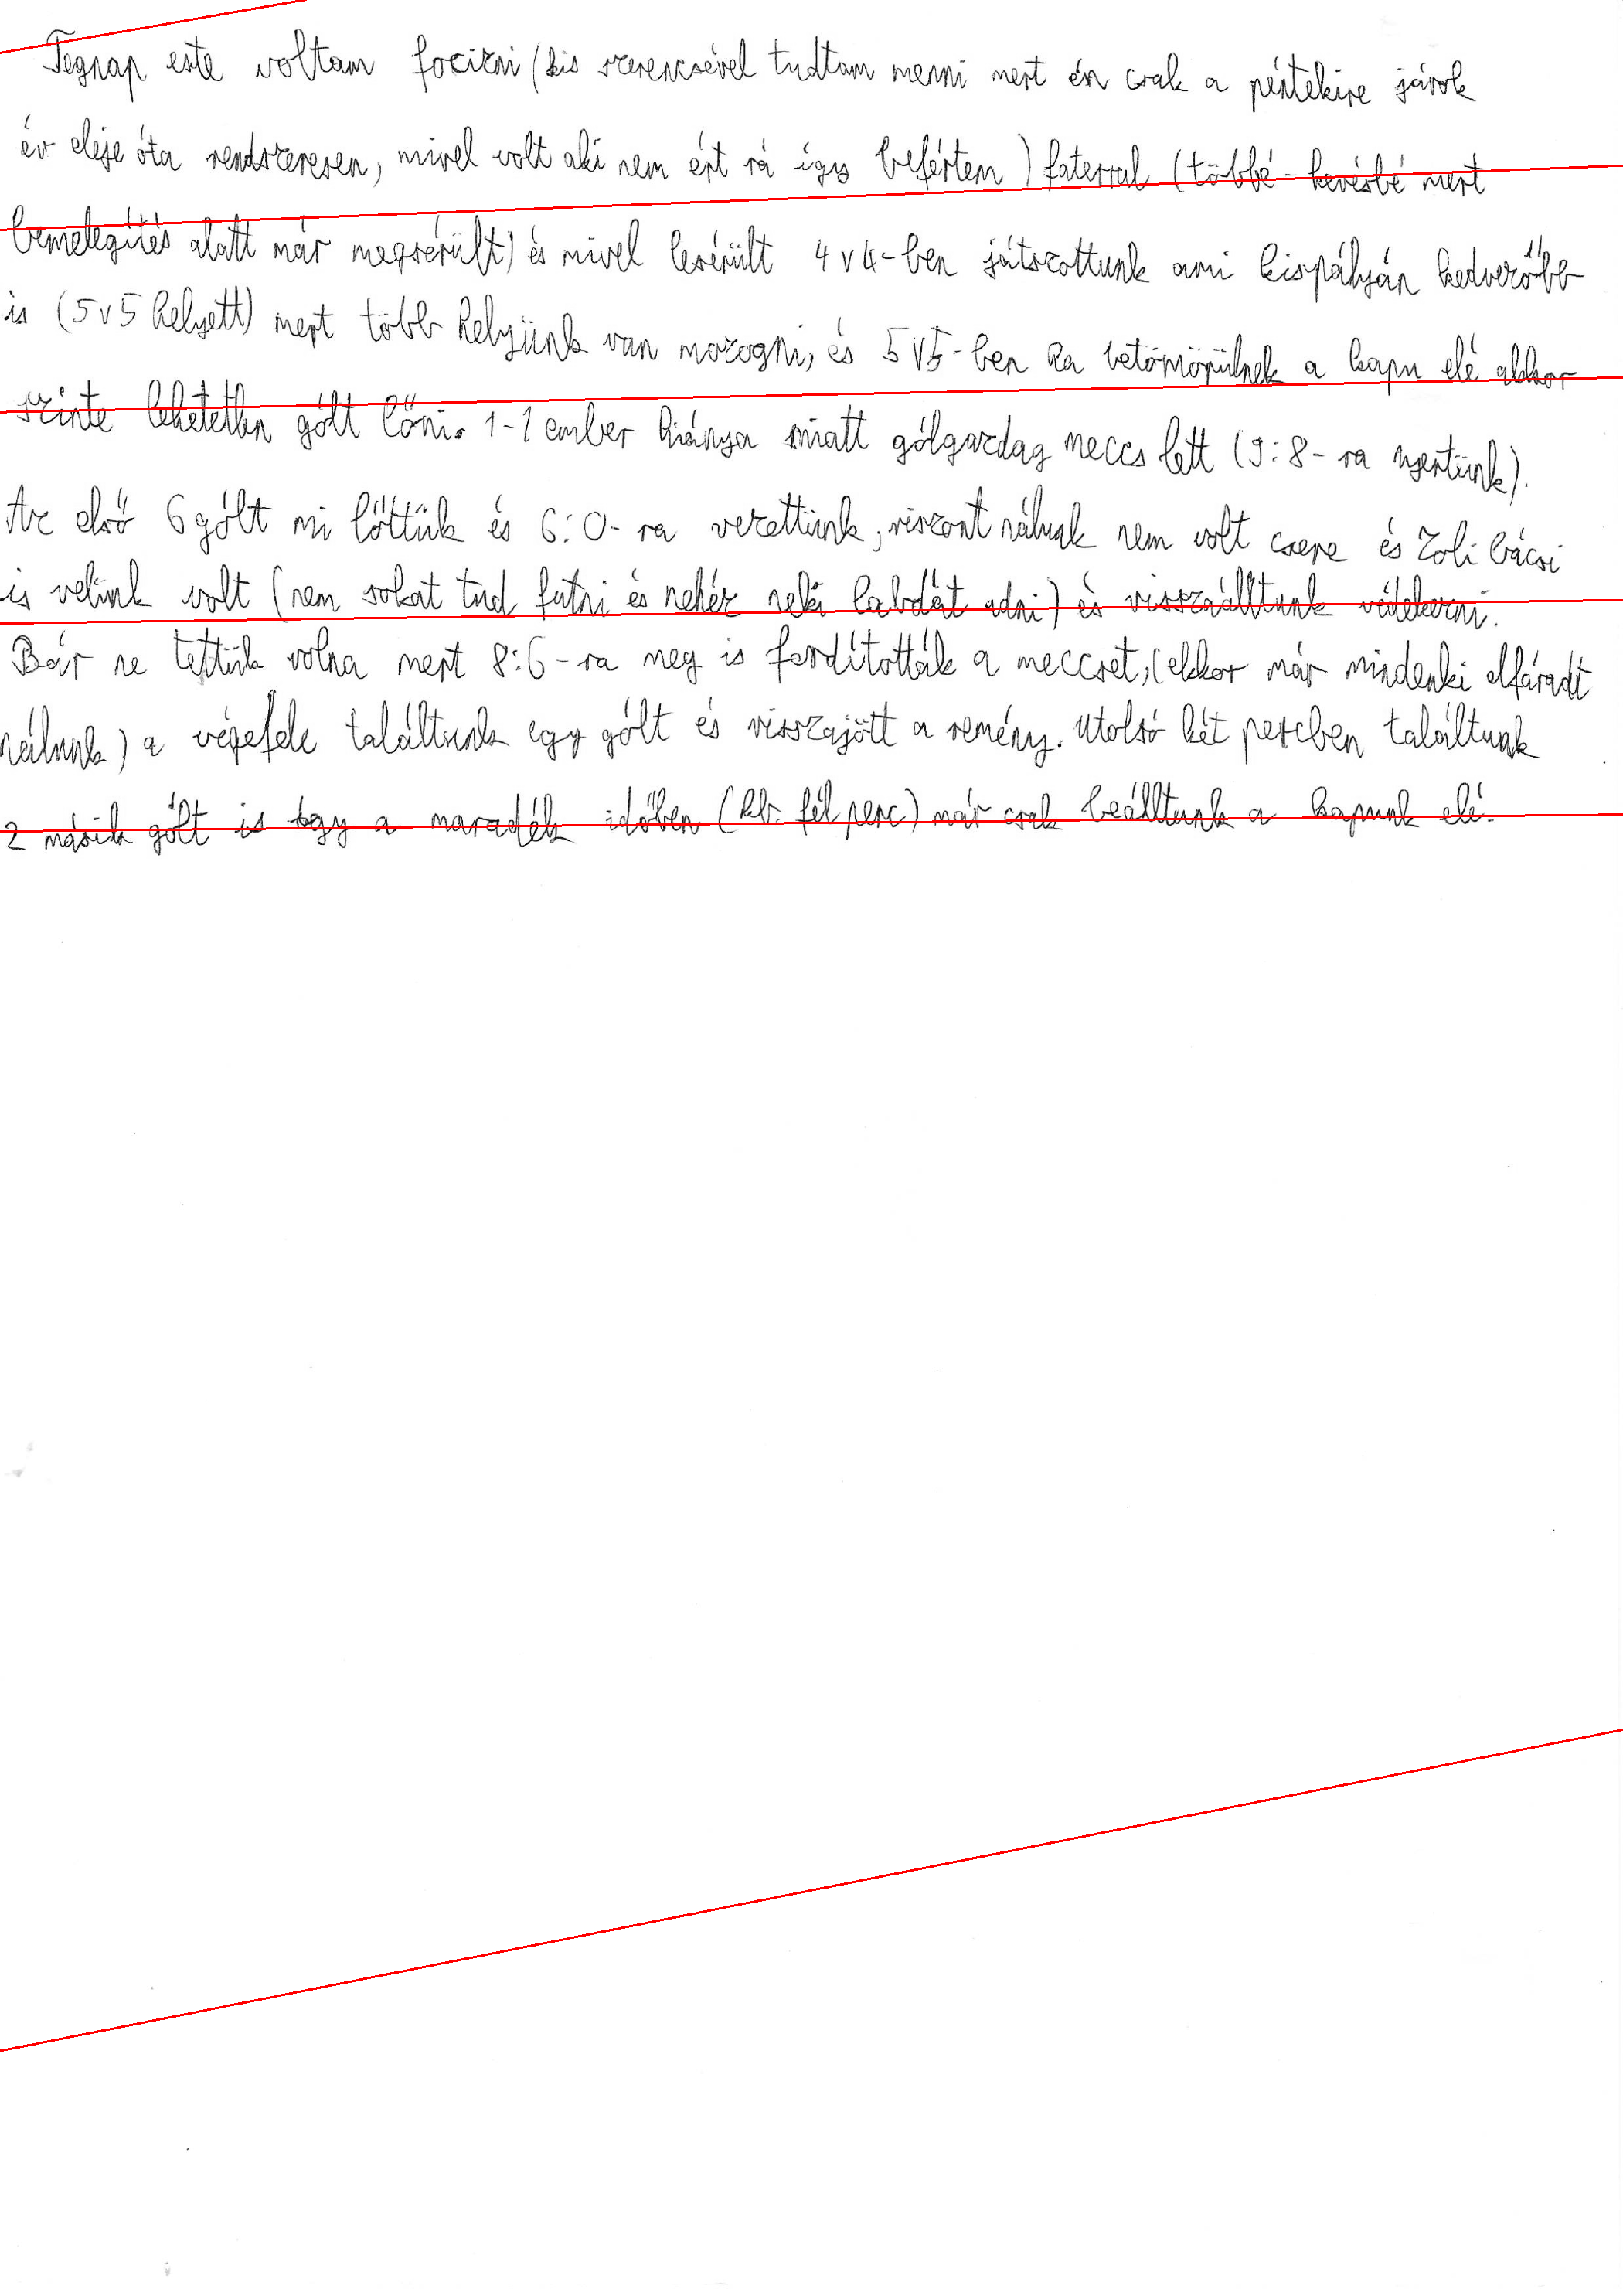 Tegnap este voltam focizni (kis szerencsével tudtam menni mert én csak a péntekire járok
év eleje óta rendszeresen, mivel volt aki nem ért rá így befértem) faterral (többé-kevésbé mert
bemelegítés alatt már megsérült) és mivel lesérült 4v4-ben játszottunk ami kispályán kedvezőbb
is (5v5 helyett) mert több helyünk van mozogni, és 5v5-ben ha betömörülnek a kapu elé akkor
szinte lehetetlen gólt lőni. 1-1 ember hiánya miatt gólgazdag meccs lett (9:8-ra nyertünk).
Az első 6 gólt mi lőttük és 6:0-ra vezettünk, viszont nálunk nem volt csere és Zoli bácsi
is velünk volt (nem sokat tud futni és nehéz neki labdát adni) és visszaálltunk védekezni.
Bár ne tettük volna mert 8:6-ra meg is fordították a meccset, (ekkor már mindenki elfáradt
nálunk) a végefele találtunk egy gólt és visszajött a remény. Utolsó két percben találtunk
2 másik gólt is így a maradék időben (kb. fél perc) már csak beálltunk a kapunk elé.